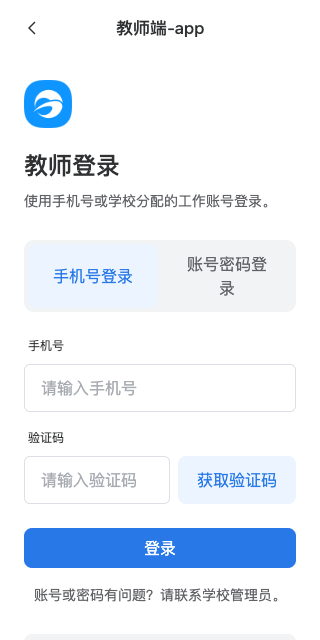 教师端-app
教师登录
使用手机号或学校分配的工作账号登录。
手机号登录
账号密码登
录
手机号
请输入手机号
验证码
请输入验证码
获取验证码
登录
账号或密码有问题？请联系学校管理员。